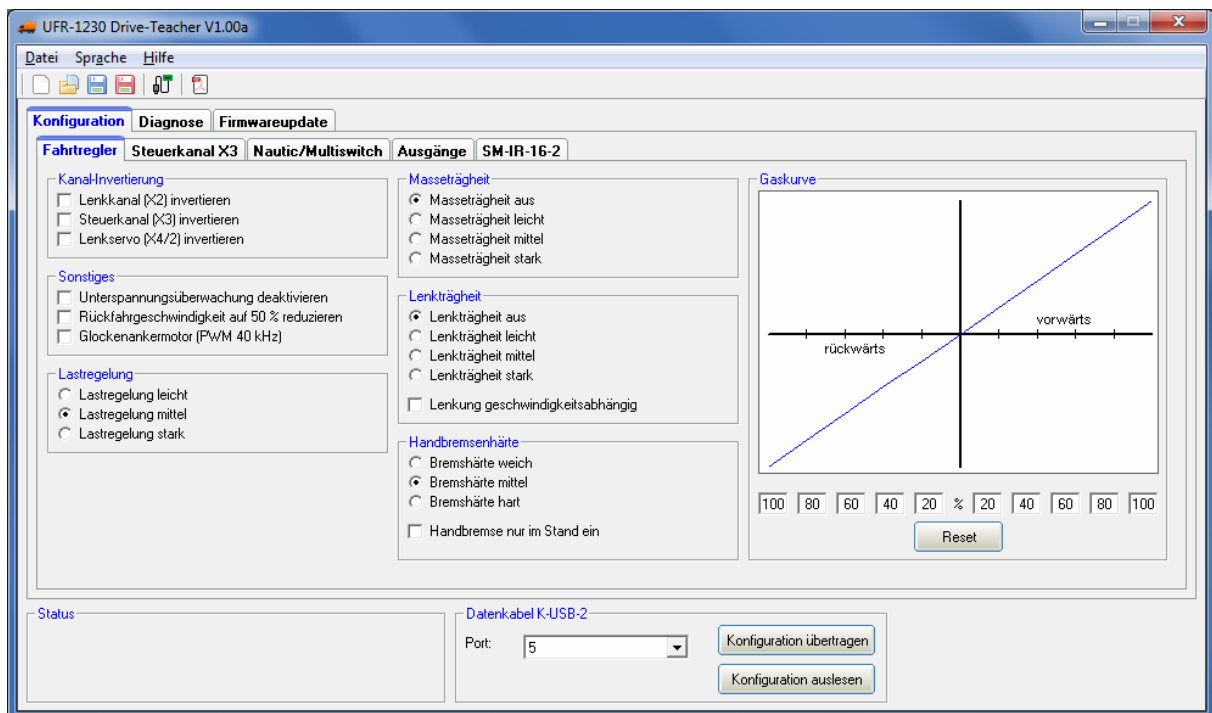 UFR-1230 Drive-Teacher V1.00a
Datei Sprache Hilfe
Konfiguration Diagnose Firmwareupdate
Fahrtregler Steuerkanal X3 Nautic/Multiswitch Ausgänge SM-IR-16-2
Kanal-Invertierung
Lenkkanal (X2) invertieren
Steuerkanal (X3) invertieren
Lenkservo (X4/2) invertieren
Sonstiges
Unterspannungsüberwachung deaktivieren
Rückfahrgeschwindigkeit auf 50 % reduzieren
Glockenankermotor (PWM 40 kHz)
Lastregelung
Lastregelung leicht
Lastregelung mittel
Lastregelung stark
Masseträgheit
Masseträgheit aus
Masseträgheit leicht
Masseträgheit mittel
Masseträgheit stark
Lenkträgheit
Lenkträgheit aus
Lenkträgheit leicht
Lenkträgheit mittel
Lenkträgheit stark
Lenkung geschwindigkeitsabhängig
Handbremsenhärte
Bremshärte weich
Bremshärte mittel
Bremshärte hart
Handbremse nur im Stand ein
Gaskurve
vorwärts
rückwärts
100 80 60 40 20 % 20 40 60 80 100
Reset
Status
Datenkabel K-USB-2
Port: 5
Konfiguration übertragen
Konfiguration auslesen